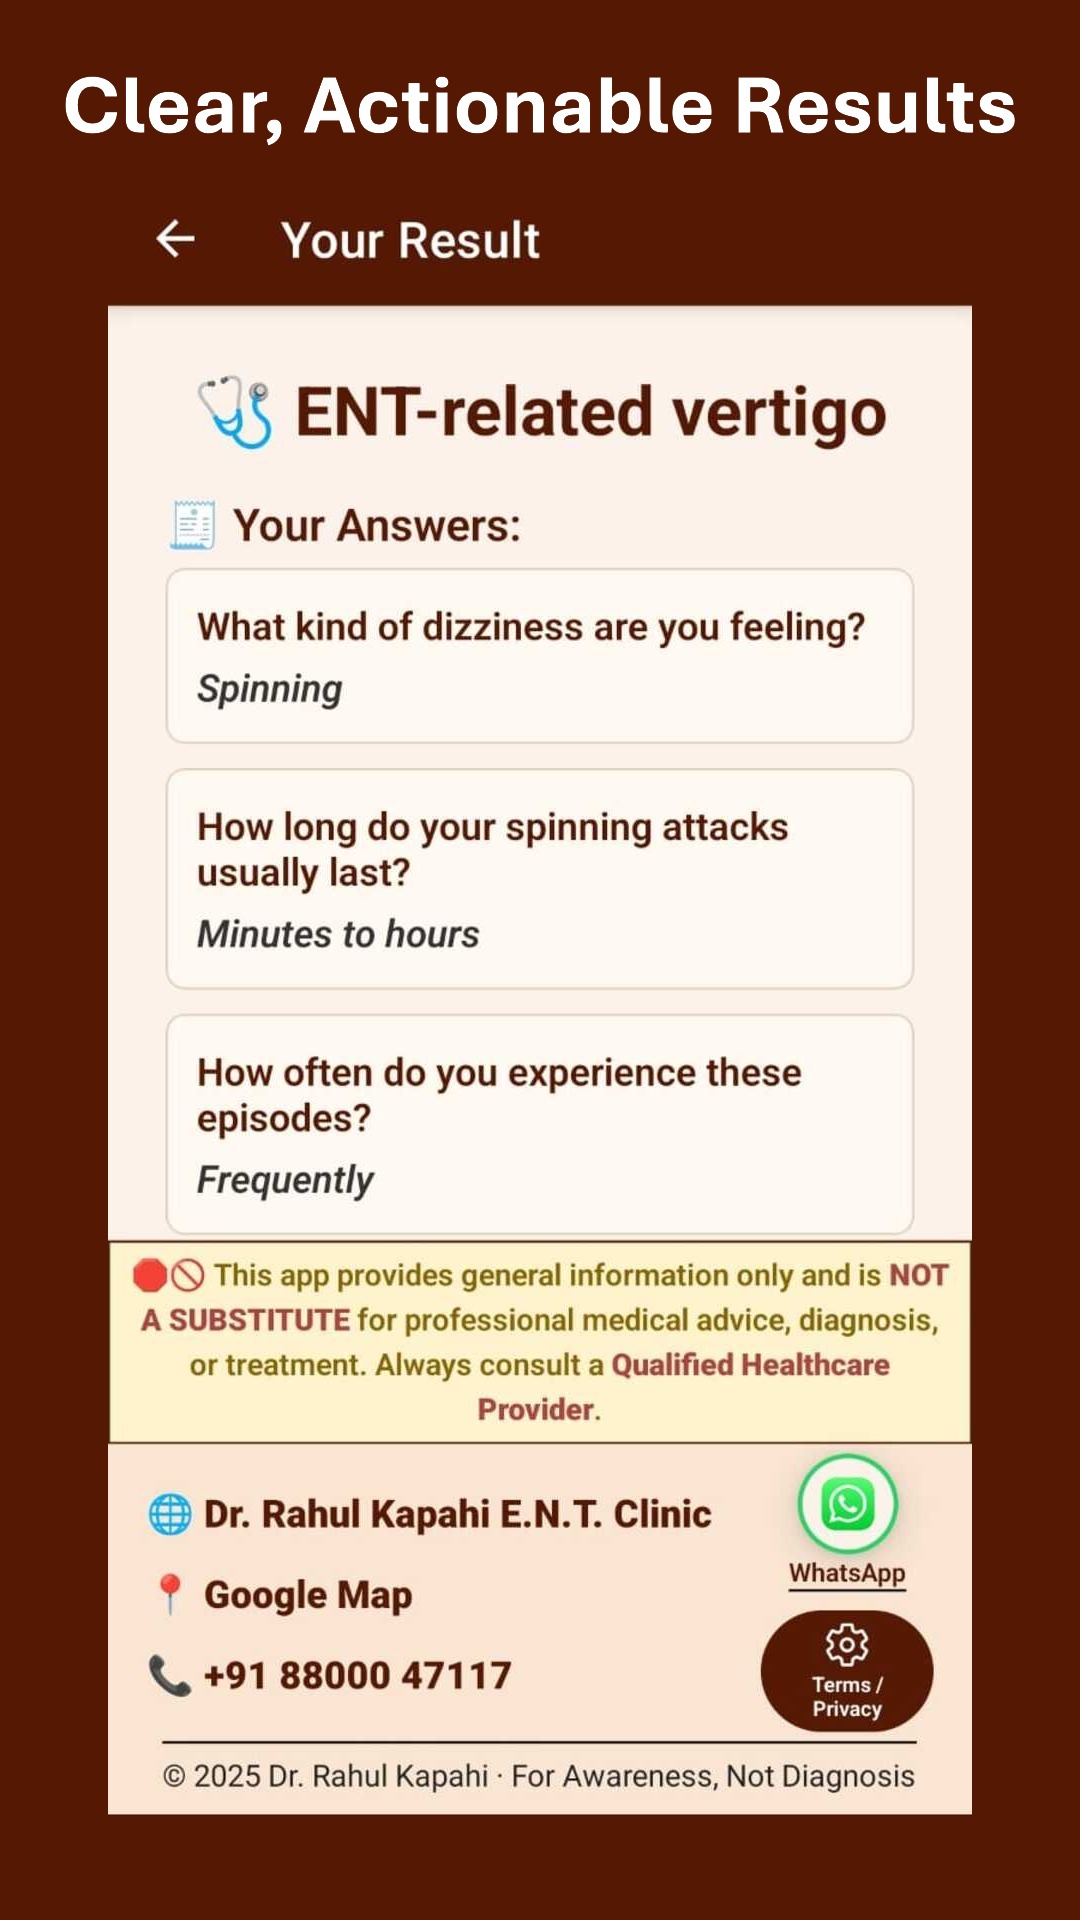 Clear, Actionable Results
Your Result
ENT-related vertigo
Your Answers:
What kind of dizziness are you feeling?
Spinning
How long do your spinning attacks
usually last?
Minutes to hours
How often do you experience these
episodes?
Frequently
This app provides general information only and is NOT
A SUBSTITUTE for professional medical advice, diagnosis,
or treatment. Always consult a Qualified Healthcare
Provider.
Dr. Rahul Kapahi E.N.T. Clinic
Google Map
+91 88000 47117
WhatsApp
Terms /
Privacy
© 2025 Dr. Rahul Kapahi · For Awareness, Not Diagnosis